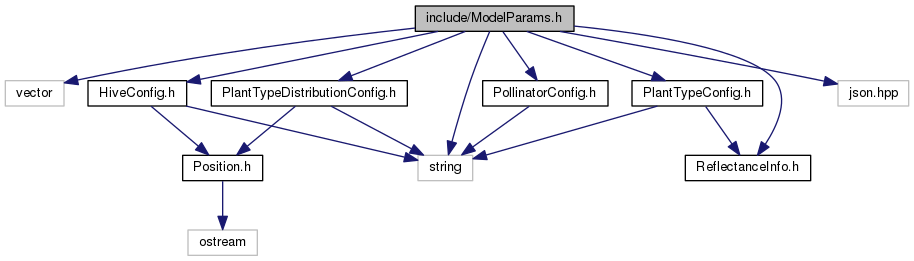 include/ModelParams.h
vector
HiveConfig.h
PlantTypeDistributionConfig.h
PollinatorConfig.h
PlantTypeConfig.h
json.hpp
Position.h
string
ReflectanceInfo.h
ostream